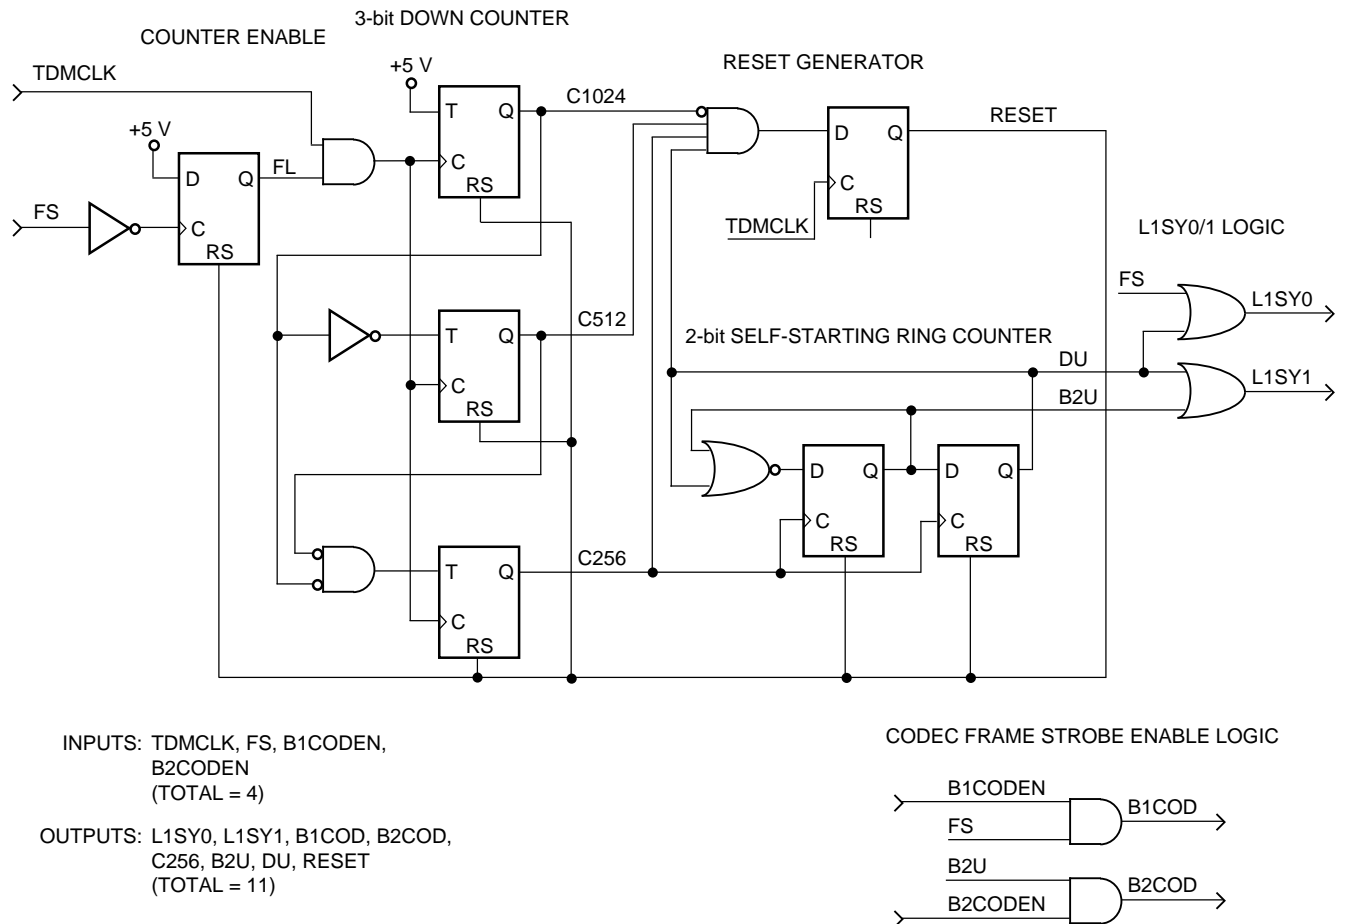 3-bit DOWN COUNTER
COUNTER ENABLE
TDMCLK
+5 V
RESET GENERATOR
C1024
RESET
T
Q
+5 V
D
Q
FL
C
RS
D
Q
C
RS
TDMCLK
FS
C
RS
L1SY0/1 LOGIC
FS
L1SY0
C512
T
Q
2-bit SELF-STARTING RING COUNTER
DU
L1SY1
C
B2U
RS
D
Q
D
Q
C
C
RS
RS
C256
T
Q
C
RS
INPUTS: TDMCLK, FS, B1CODEN,
B2CODEN
(TOTAL = 4)
OUTPUTS: L1SY0, L1SY1, B1COD, B2COD,
C256, B2U, DU, RESET
(TOTAL = 11)
CODEC FRAME STROBE ENABLE LOGIC
B1CODEN
B1COD
FS
B2U
B2COD
B2CODEN